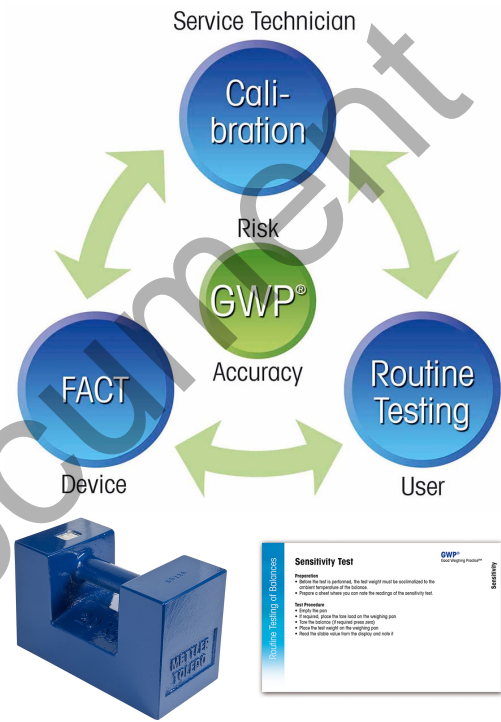 Service Technician
Cali-
bration
Risk
GWP®
Accuracy
FACT
Routine
Testing
Device
User
METTLER
TOLEDO
Routine Testing of Balances
Sensitivity Test
GWP®
Good Weighing Practice™
Sensitivity
Preparation
• Before the test is performed, the test weight must be acclimatized to the
ambient temperature of the balance.
• Prepare a sheet where you can note the readings of the sensitivity test.
Test Procedure
• Empty the pan
• If required, place the tare load on the weighing pan
• Tare the balance (if required press zero)
• Place the test weight on the weighing pan
• Read the stable value from the display and note it